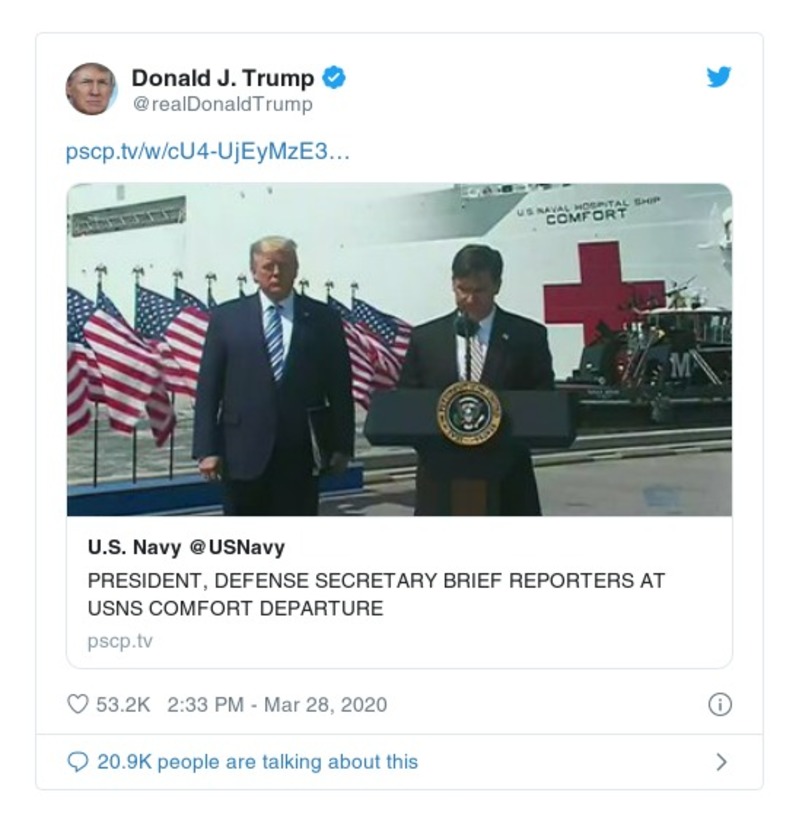 Donald J. Trump
@realDonaldTrump
pscp.tv/w/cU4-UjEyMzE3…
U.S. NAVAL HOSPITAL SHIP
COMFORT
M
U.S. Navy @USNavy
PRESIDENT, DEFENSE SECRETARY BRIEF REPORTERS AT
USNS COMFORT DEPARTURE
pscp.tv
53.2K 2:33 PM - Mar 28, 2020
20.9K people are talking about this